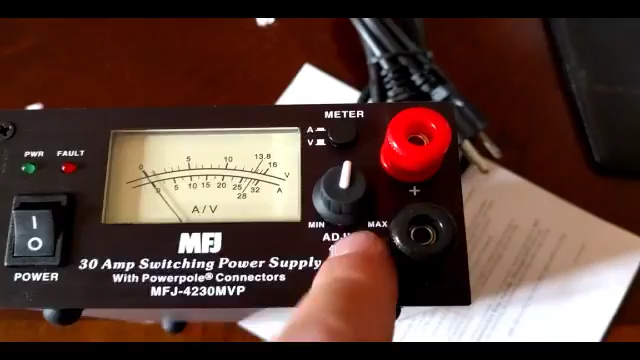 METER
A
V
PWR FAULT
0 5 10 13.8 16 V
0 5 10 15 20 25 28 32 A
A/V
I
O
POWER
MIN MAX
+
MFJ
30 Amp Switching Power Supply
With Powerpole® Connectors
MFJ-4230MVP